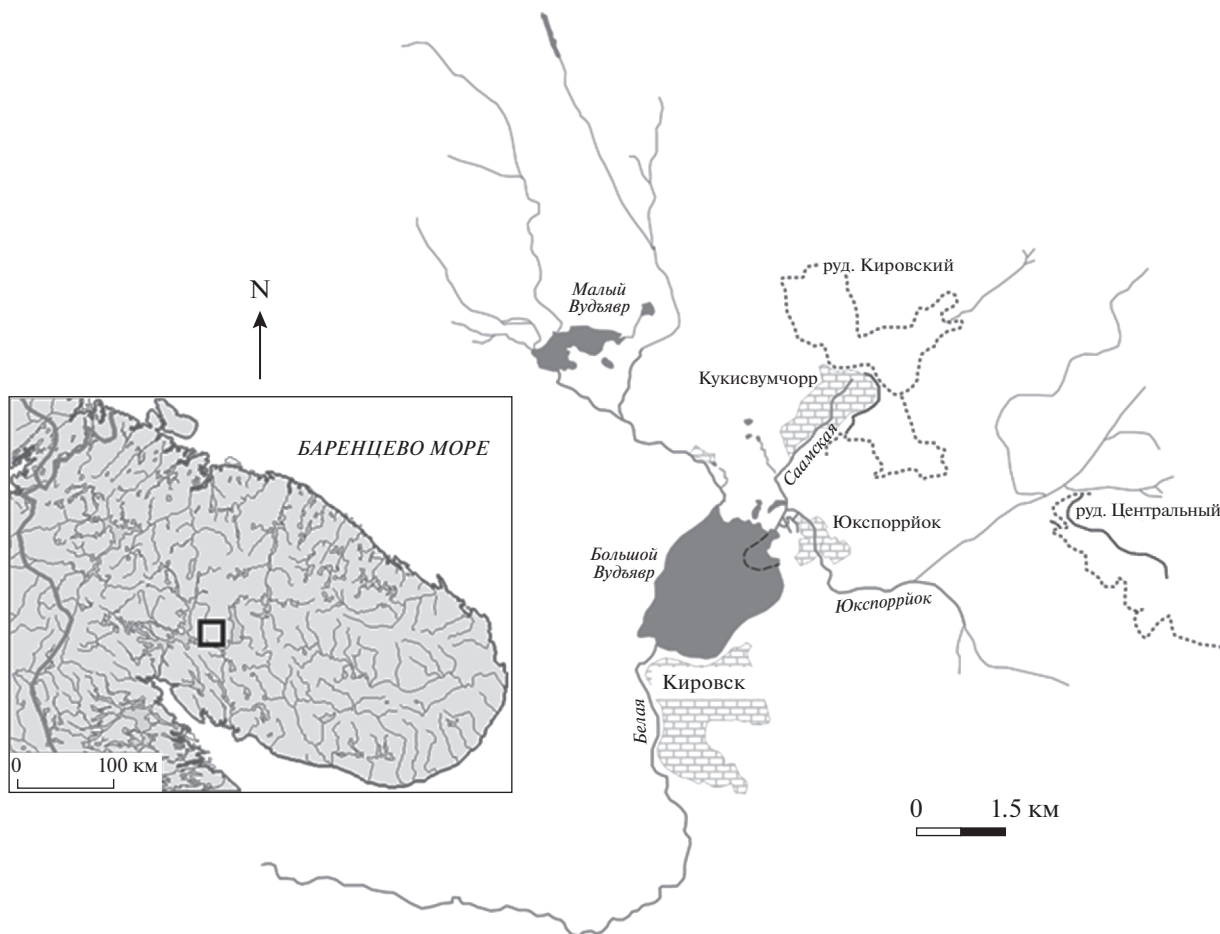 руд. Кировский
N
Малый
Вудъявр
Кукисвумчорр
БАРЕНЦЕВО МОРЕ
Саамская
руд. Центральный
Юкспоррйок
Большой
Вудъявр
Юкспоррйок
Кировск
Белая
0 100 км
0 1.5 км